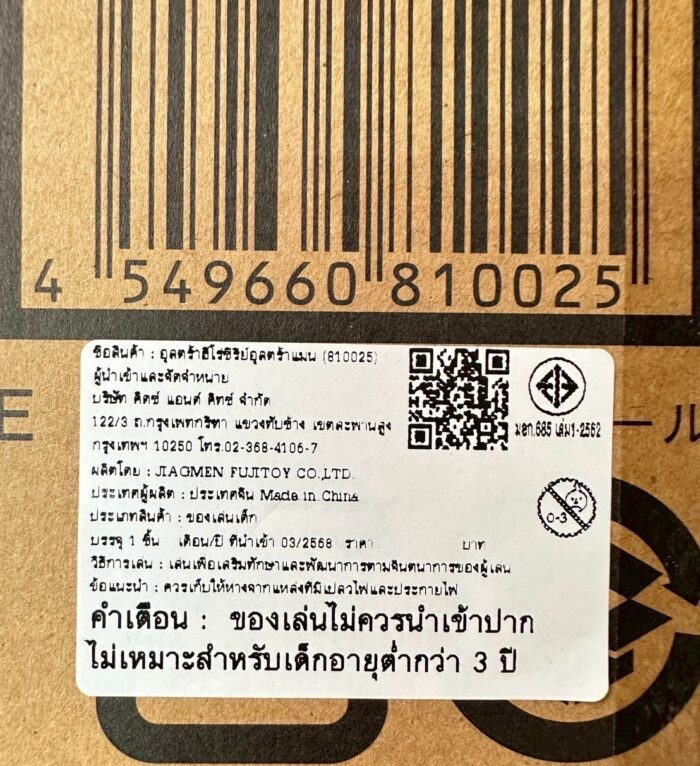 4 549660 810025
E
ール
ชื่อสินค้า : อุลตร้าฮีโร่ซีรีย์อุลตร้าแมน (810025)
ผู้นำเข้าและจัดจำหน่าย
บริษัท คิดซ์ แอนด์ คิทซ์ จำกัด
122/3 ถ.กรุงเทพกรีฑา แขวงทับช้าง เขตสะพานสูง
กรุงเทพฯ 10250 โทร.02-368-4106-7
ผลิตโดย : JIAGMEN FUJITOY CO.,LTD.
ประเทศผู้ผลิต : ประเทศจีน Made in China
ประเภทสินค้า : ของเล่นเด็ก
บรรจุ 1 ชิ้น เดือน/ปี ที่นำเข้า 03/2568 ราคา บาท
วิธีการเล่น : เล่นเพื่อเสริมทักษะและพัฒนาการตามจินตนาการของผู้เล่น
ข้อแนะนำ : ควรเก็บให้ห่างจากแหล่งที่มีเปลวไฟและประกายไฟ
คำเตือน : ของเล่นไม่ควรนำเข้าปาก
ไม่เหมาะสำหรับเด็กอายุต่ำกว่า 3 ปี
มอก.685 เล่ม1-2562
0-3